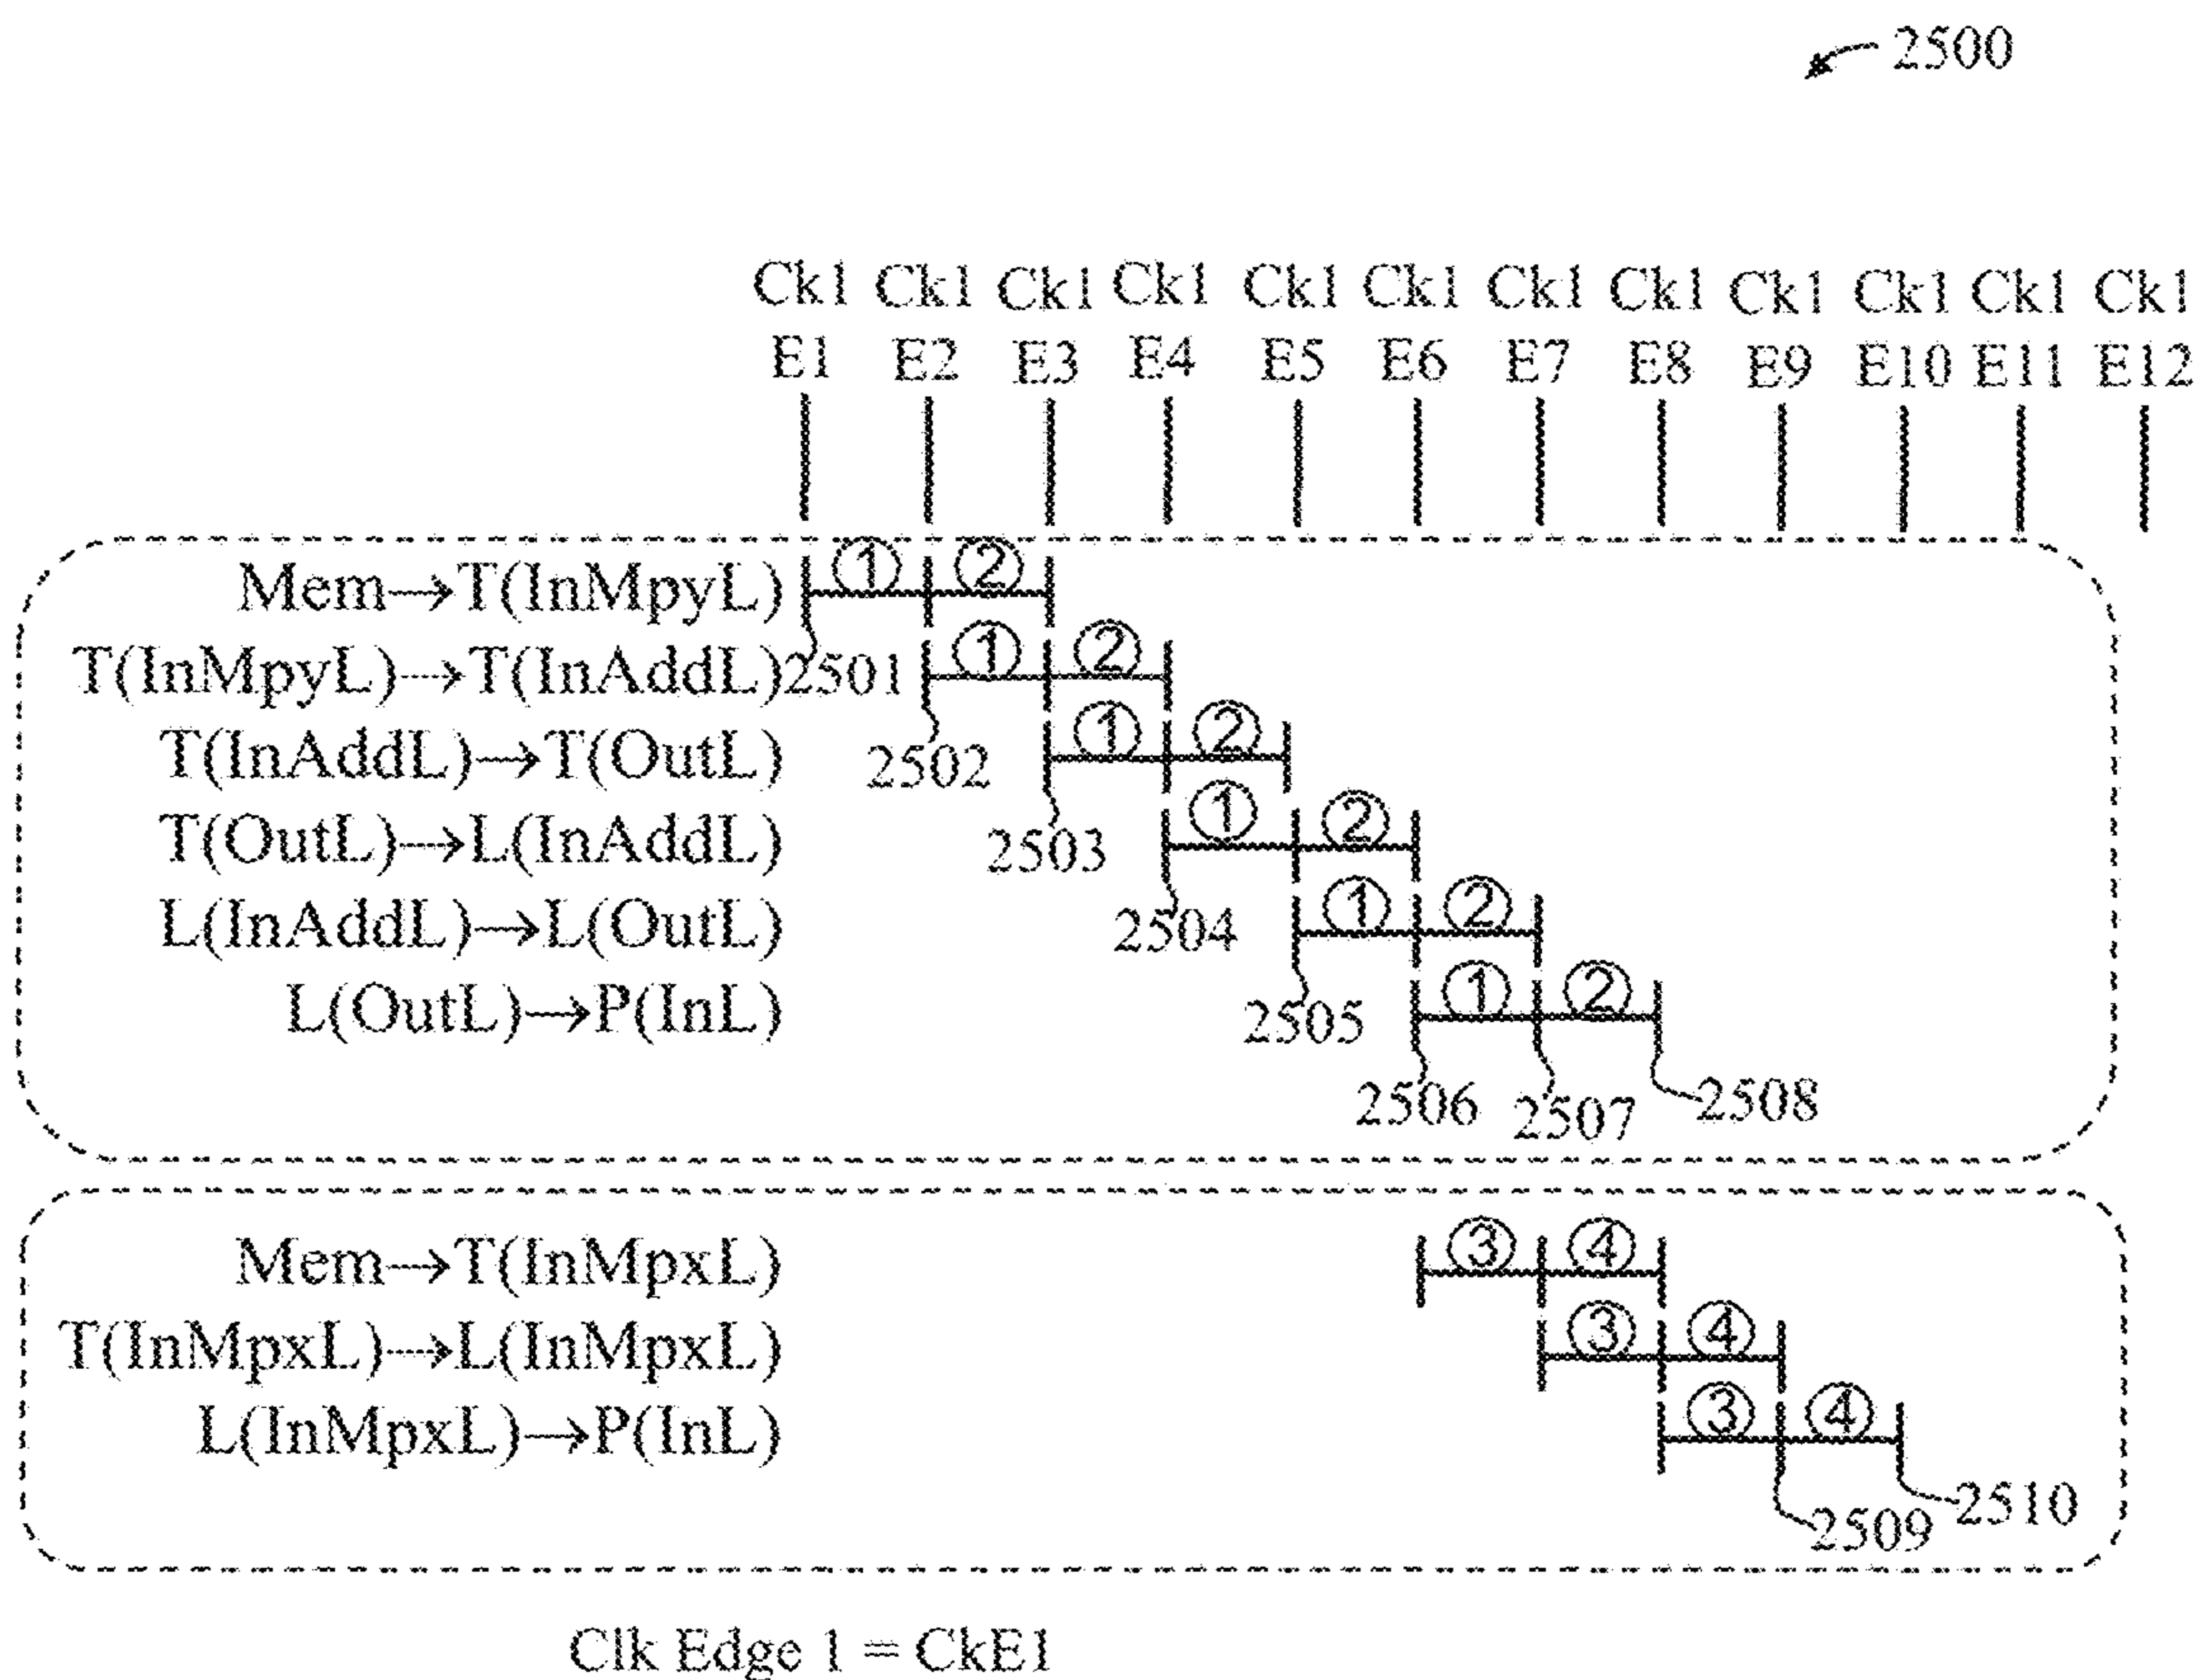 2500
Ck1 Ck1 Ck1 Ck1 Ck1 Ck1 Ck1 Ck1 Ck1 Ck1 Ck1 Ck1
E1 E2 E3 E4 E5 E6 E7 E8 E9 E10 E11 E12
Mem→T(InMpyL) ① ②
T(InMpyL)→T(InAddL) 2501 ① ②
T(InAddL)→T(OutL) 2502 ① ②
T(OutL)→L(InAddL) 2503 ① ②
L(InAddL)→L(OutL) 2504 ① ②
L(OutL)→P(InL) 2505 ① ②
2506 2507 2508
Mem→T(InMpxL) ③ ④
T(InMpxL)→L(InMpxL) ③ ④
L(InMpxL)→P(InL) ③ ④
2509 2510
Clk Edge 1 = CkE1